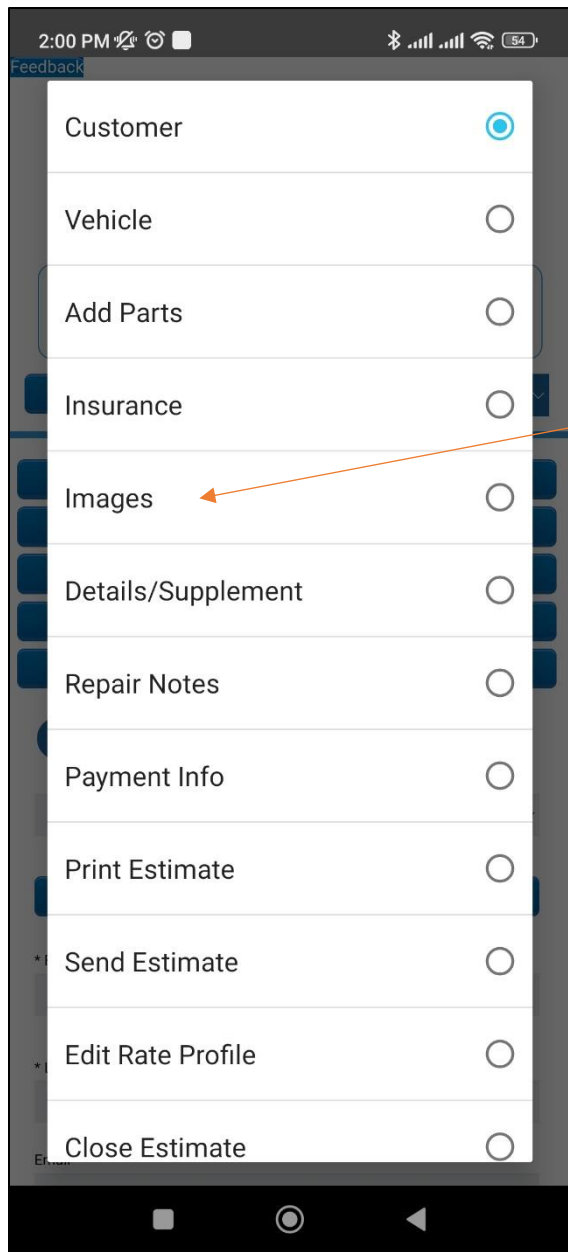 2:00 PM 54
Feedback
Customer
Vehicle
Add Parts
Insurance
Images
Details/Supplement
Repair Notes
Payment Info
Print Estimate
Send Estimate
Edit Rate Profile
Close Estimate